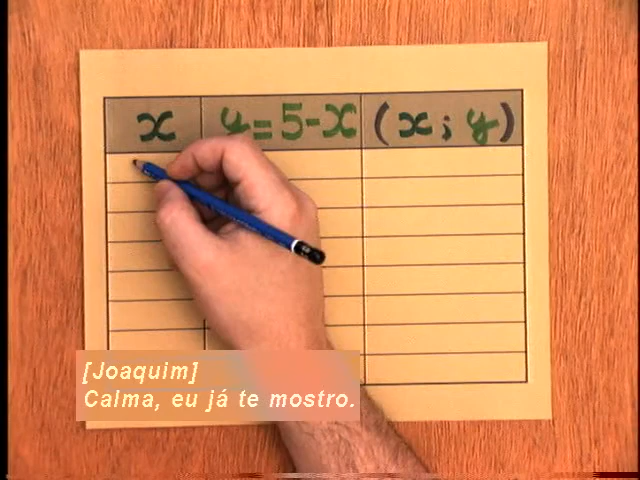 x y = 5 - x (x ; y)
[Joaquim]
Calma, eu já te mostro.